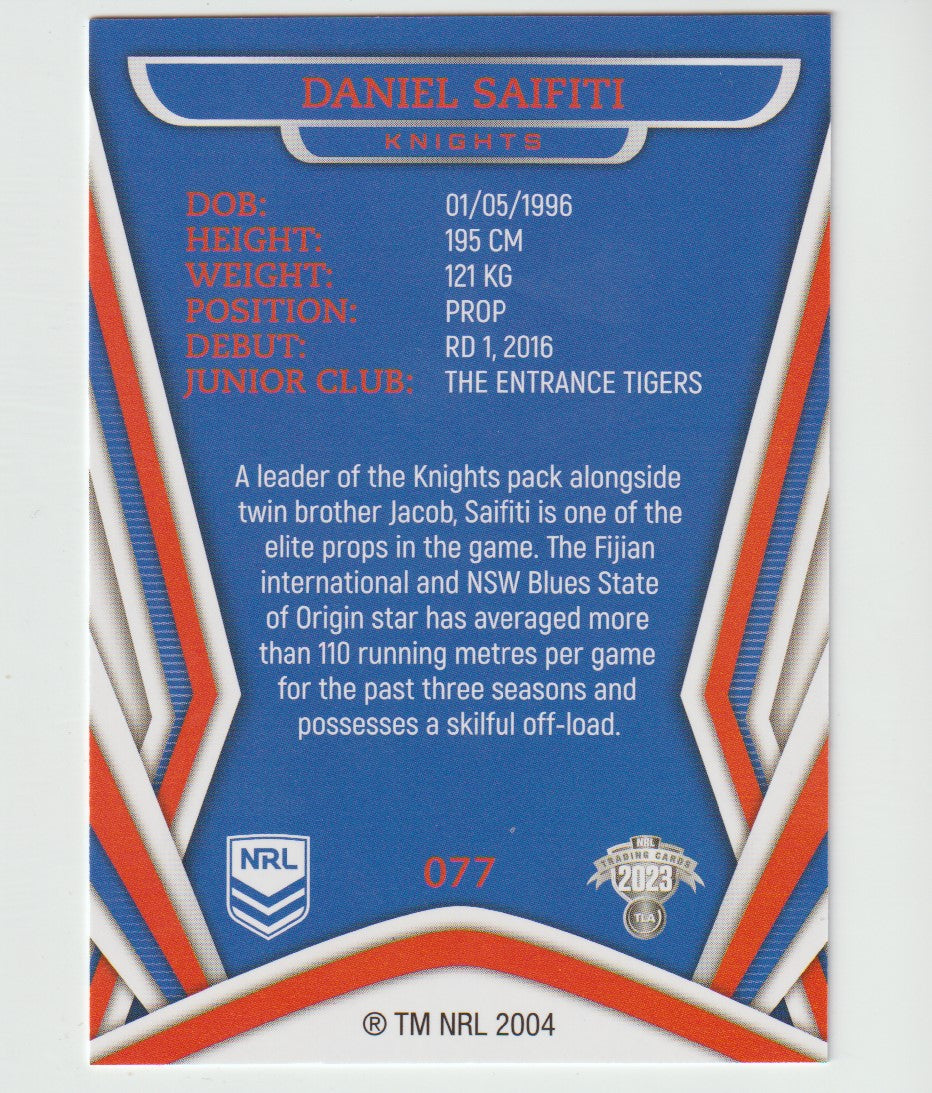 DANIEL SAIFITI
KNIGHTS
DOB: 01/05/1996
HEIGHT: 195 CM
WEIGHT: 121 KG
POSITION: PROP
DEBUT: RD 1, 2016
JUNIOR CLUB: THE ENTRANCE TIGERS
A leader of the Knights pack alongside
twin brother Jacob, Saifiti is one of the
elite props in the game. The Fijian
international and NSW Blues State
of Origin star has averaged more
than 110 running metres per game
for the past three seasons and
possesses a skilful off-load.
NRL
077
NRL
TRADING CARDS
2023
TLA
® TM NRL 2004